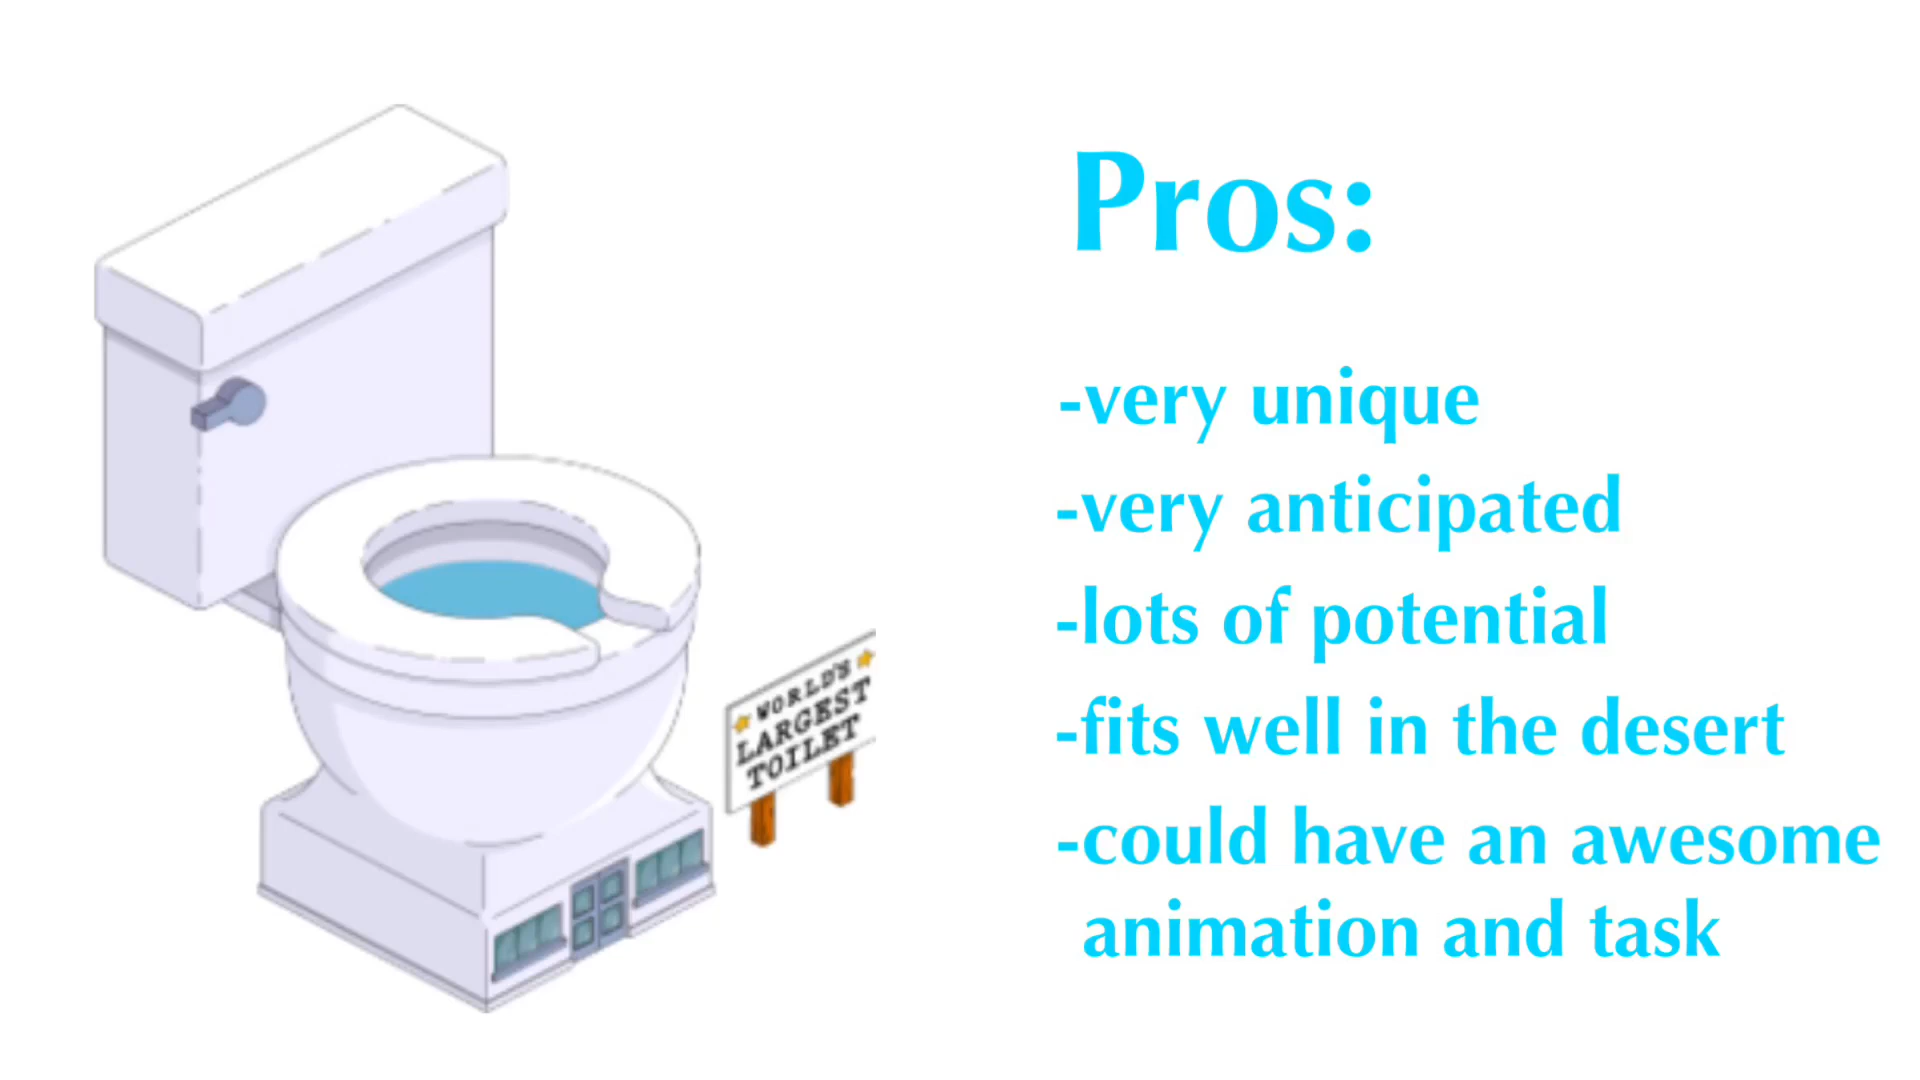 WORLD'S
LARGEST
TOILET
Pros:
-very unique
-very anticipated
-lots of potential
-fits well in the desert
-could have an awesome
animation and task